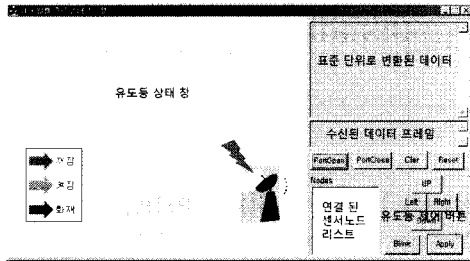 표준 단위로 변환된 데이터
유도등 상태 창
수신된 데이터 프레임
PortOpen PortClose Clar Reset
Nodes
UP
Left Right
연결 된
센서노드
리스트
유도등 제어 버튼
화재
Blink Apply